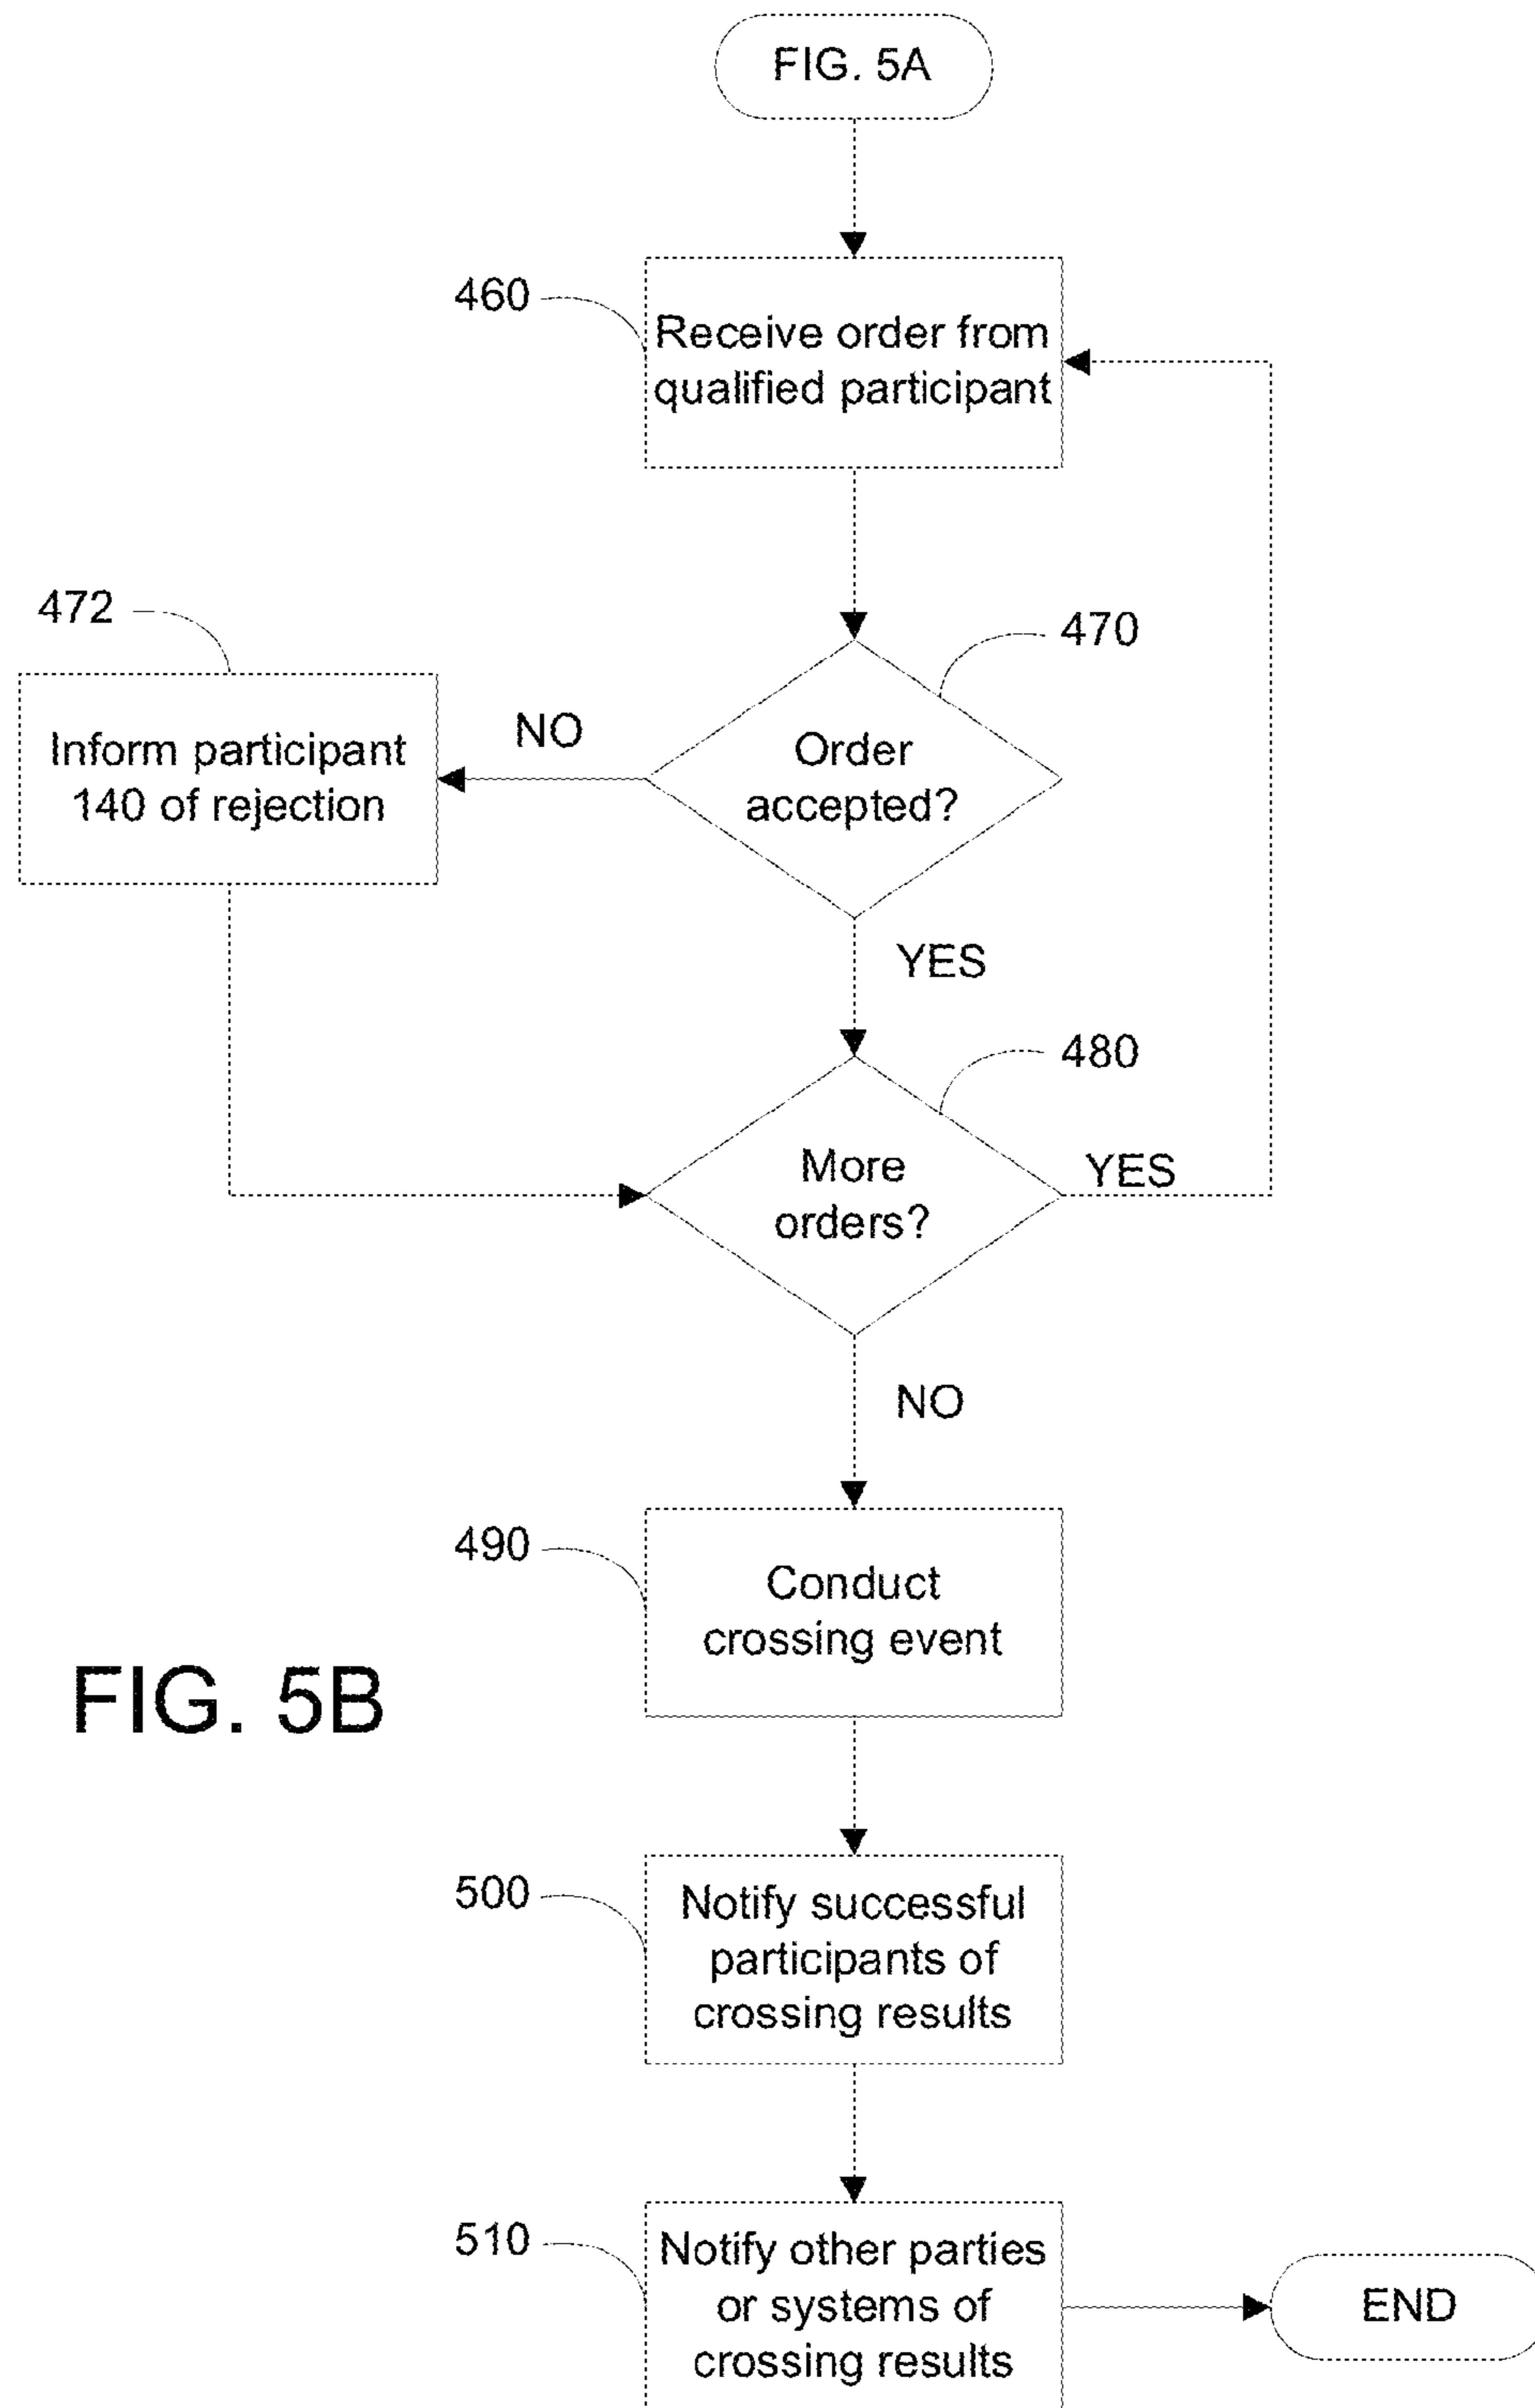 FIG. 5A
460
Receive order from
qualified participant
472
470
Inform participant
140 of rejection
NO
Order
accepted?
YES
480
More
orders?
YES
NO
490
Conduct
crossing event
FIG. 5B
500
Notify successful
participants of
crossing results
510
Notify other parties
or systems of
crossing results
END